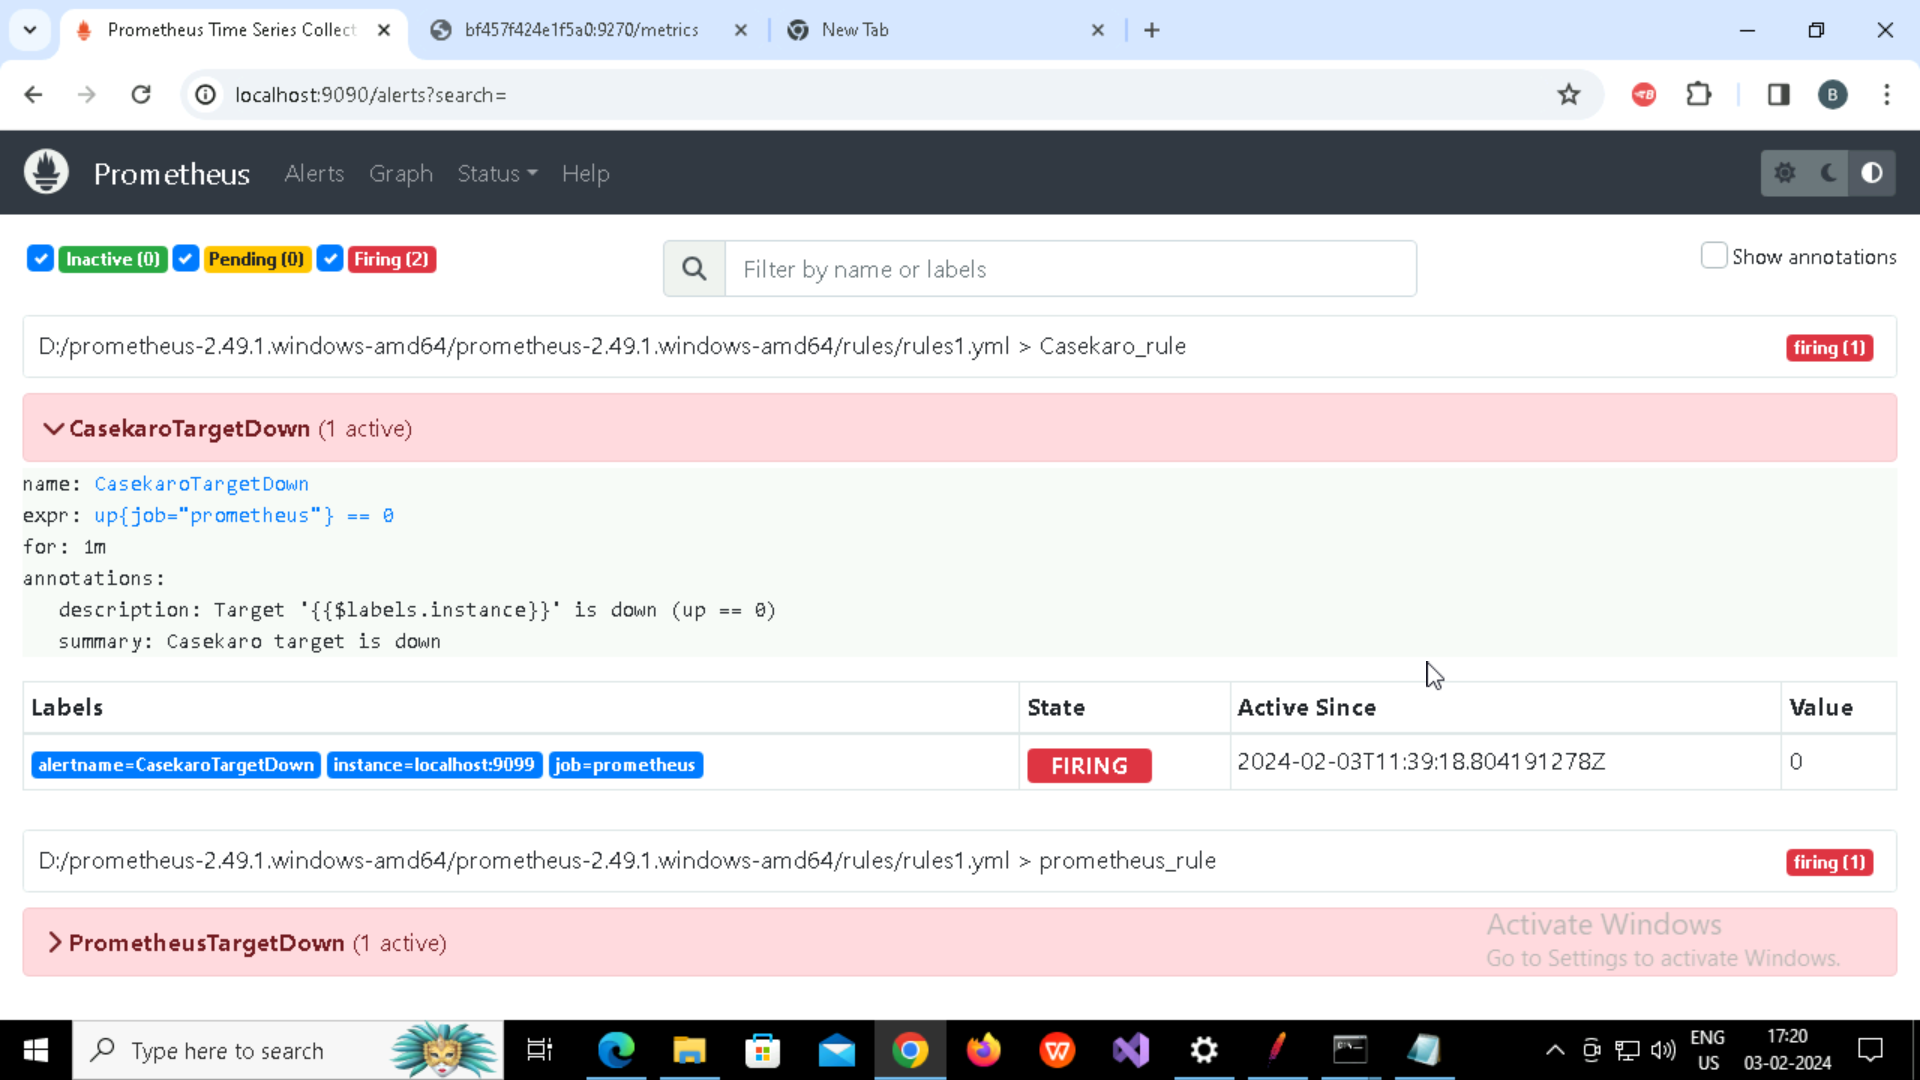 Prometheus Time Series Collect
bf457f424e1f5a0:9270/metrics
New Tab
localhost:9090/alerts?search=
B
B
Prometheus
Alerts
Graph
Status
Help
Inactive (0)
Pending (0)
Firing (2)
Filter by name or labels
Show annotations
D:/prometheus-2.49.1.windows-amd64/prometheus-2.49.1.windows-amd64/rules/rules1.yml > Casekaro_rule
firing (1)
CasekaroTargetDown (1 active)
name: CasekaroTargetDown
expr: up{job="prometheus"} == 0
for: 1m
annotations:
description: Target '{{$labels.instance}}' is down (up == 0)
summary: Casekaro target is down
Labels
State
Active Since
Value
alertname=CasekaroTargetDown
instance=localhost:9099
job=prometheus
FIRING
2024-02-03T11:39:18.804191278Z
0
D:/prometheus-2.49.1.windows-amd64/prometheus-2.49.1.windows-amd64/rules/rules1.yml > prometheus_rule
firing (1)
PrometheusTargetDown (1 active)
Activate Windows
Go to Settings to activate Windows.
Type here to search
ENG
US
17:20
03-02-2024